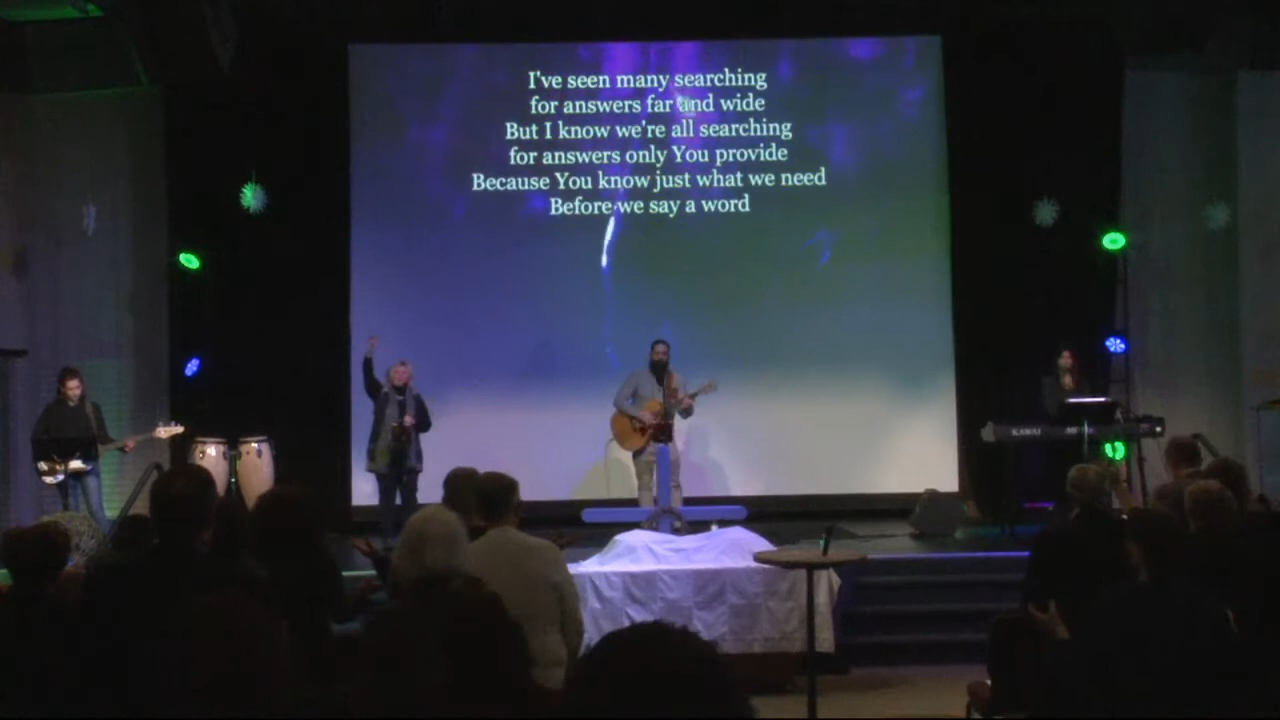 I've seen many searching
for answers far and wide
But I know we're all searching
for answers only You provide
Because You know just what we need
Before we say a word
KAWAI